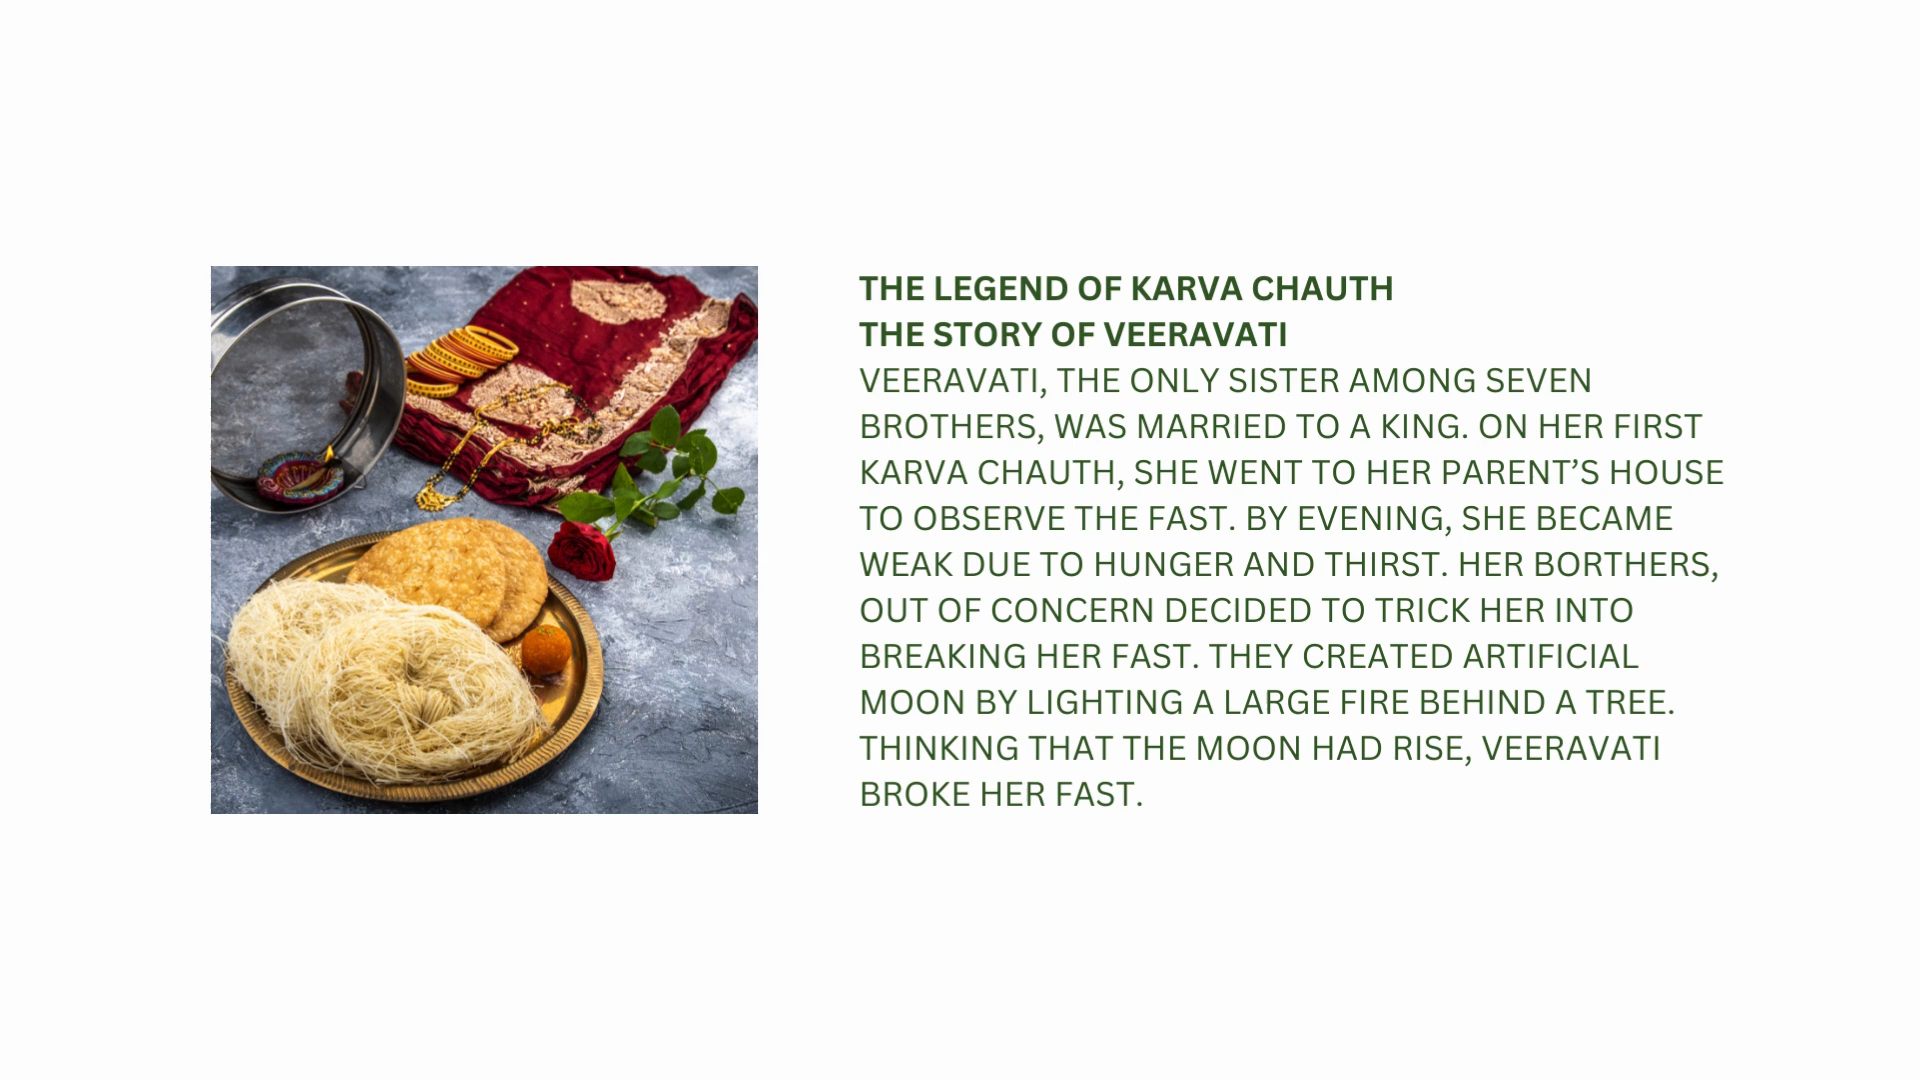 THE LEGEND OF KARVA CHAUTH
THE STORY OF VEERAVATI
VEERAVATI, THE ONLY SISTER AMONG SEVEN
BROTHERS, WAS MARRIED TO A KING. ON HER FIRST
KARVA CHAUTH, SHE WENT TO HER PARENT’S HOUSE
TO OBSERVE THE FAST. BY EVENING, SHE BECAME
WEAK DUE TO HUNGER AND THIRST. HER BORTHERS,
OUT OF CONCERN DECIDED TO TRICK HER INTO
BREAKING HER FAST. THEY CREATED ARTIFICIAL
MOON BY LIGHTING A LARGE FIRE BEHIND A TREE.
THINKING THAT THE MOON HAD RISE, VEERAVATI
BROKE HER FAST.